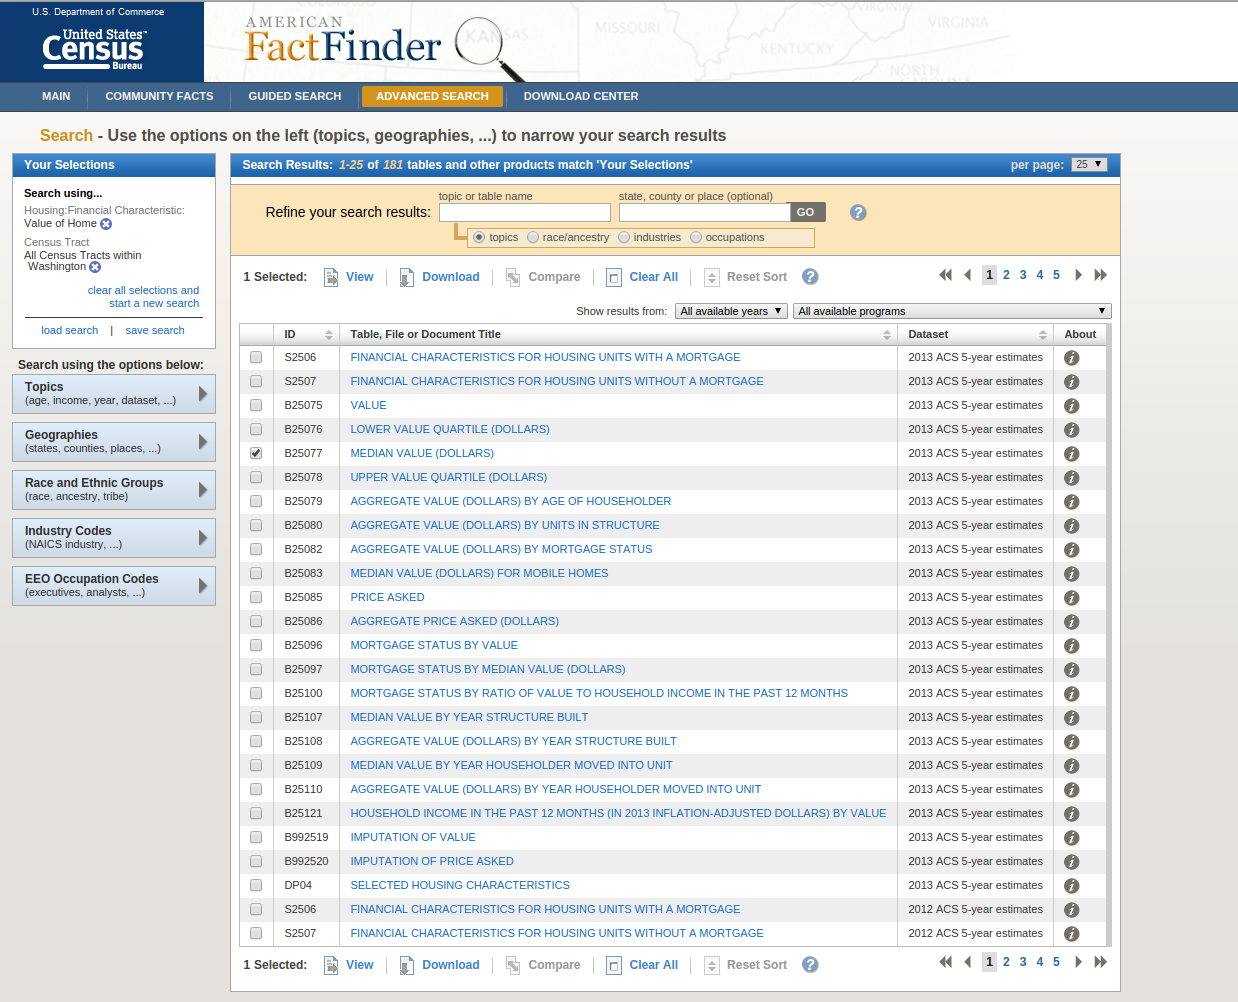 U.S. Department of Commerce
United States™
Census
Bureau
AMERICAN
FactFinder
COLORADO
KANSAS
MISSOURI
KENTUCKY
VIRGINIA
VIRGINIA
NORTH
CAROLINA
MAIN COMMUNITY FACTS GUIDED SEARCH ADVANCED SEARCH DOWNLOAD CENTER
Search - Use the options on the left (topics, geographies, ...) to narrow your search results
Your Selections
Search using...
Housing:Financial Characteristic:
Value of Home
Census Tract
All Census Tracts within
Washington
clear all selections and
start a new search
load search | save search
Search using the options below:
Topics
(age, income, year, dataset, ...)
Geographies
(states, counties, places, ...)
Race and Ethnic Groups
(race, ancestry, tribe)
Industry Codes
(NAICS industry, ...)
EEO Occupation Codes
(executives, analysts, ...)
Search Results: 1-25 of 181 tables and other products match 'Your Selections' per page: 25
topic or table name state, county or place (optional)
Refine your search results: GO ?
topics race/ancestry industries occupations
1 Selected: View Download Compare Clear All Reset Sort ? 1 2 3 4 5
Show results from: All available years All available programs
ID Table, File or Document Title Dataset About
S2506 FINANCIAL CHARACTERISTICS FOR HOUSING UNITS WITH A MORTGAGE 2013 ACS 5-year estimates i
S2507 FINANCIAL CHARACTERISTICS FOR HOUSING UNITS WITHOUT A MORTGAGE 2013 ACS 5-year estimates i
B25075 VALUE 2013 ACS 5-year estimates i
B25076 LOWER VALUE QUARTILE (DOLLARS) 2013 ACS 5-year estimates i
B25077 MEDIAN VALUE (DOLLARS) 2013 ACS 5-year estimates i
B25078 UPPER VALUE QUARTILE (DOLLARS) 2013 ACS 5-year estimates i
B25079 AGGREGATE VALUE (DOLLARS) BY AGE OF HOUSEHOLDER 2013 ACS 5-year estimates i
B25080 AGGREGATE VALUE (DOLLARS) BY UNITS IN STRUCTURE 2013 ACS 5-year estimates i
B25082 AGGREGATE VALUE (DOLLARS) BY MORTGAGE STATUS 2013 ACS 5-year estimates i
B25083 MEDIAN VALUE (DOLLARS) FOR MOBILE HOMES 2013 ACS 5-year estimates i
B25085 PRICE ASKED 2013 ACS 5-year estimates i
B25086 AGGREGATE PRICE ASKED (DOLLARS) 2013 ACS 5-year estimates i
B25096 MORTGAGE STATUS BY VALUE 2013 ACS 5-year estimates i
B25097 MORTGAGE STATUS BY MEDIAN VALUE (DOLLARS) 2013 ACS 5-year estimates i
B25100 MORTGAGE STATUS BY RATIO OF VALUE TO HOUSEHOLD INCOME IN THE PAST 12 MONTHS 2013 ACS 5-year estimates i
B25107 MEDIAN VALUE BY YEAR STRUCTURE BUILT 2013 ACS 5-year estimates i
B25108 AGGREGATE VALUE (DOLLARS) BY YEAR STRUCTURE BUILT 2013 ACS 5-year estimates i
B25109 MEDIAN VALUE BY YEAR HOUSEHOLDER MOVED INTO UNIT 2013 ACS 5-year estimates i
B25110 AGGREGATE VALUE (DOLLARS) BY YEAR HOUSEHOLDER MOVED INTO UNIT 2013 ACS 5-year estimates i
B25121 HOUSEHOLD INCOME IN THE PAST 12 MONTHS (IN 2013 INFLATION-ADJUSTED DOLLARS) BY VALUE 2013 ACS 5-year estimates i
B992519 IMPUTATION OF VALUE 2013 ACS 5-year estimates i
B992520 IMPUTATION OF PRICE ASKED 2013 ACS 5-year estimates i
DP04 SELECTED HOUSING CHARACTERISTICS 2013 ACS 5-year estimates i
S2506 FINANCIAL CHARACTERISTICS FOR HOUSING UNITS WITH A MORTGAGE 2012 ACS 5-year estimates i
S2507 FINANCIAL CHARACTERISTICS FOR HOUSING UNITS WITHOUT A MORTGAGE 2012 ACS 5-year estimates i
1 Selected: View Download Compare Clear All Reset Sort ? 1 2 3 4 5